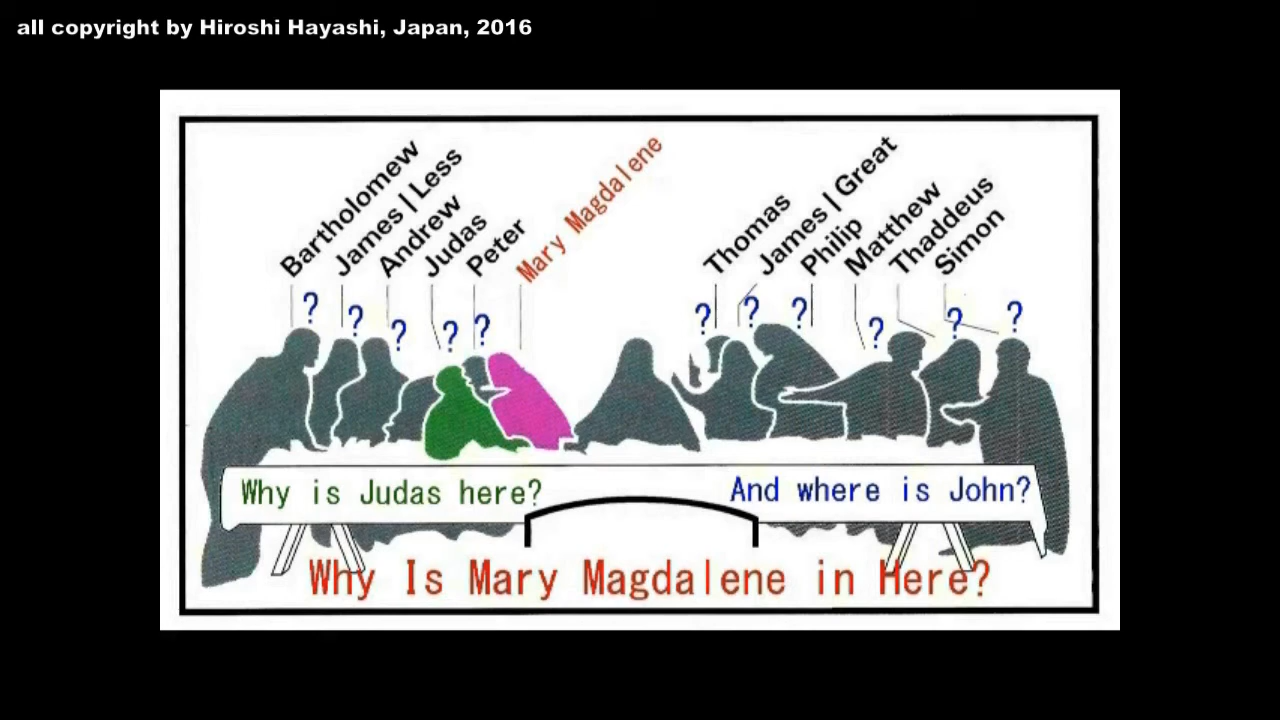 all copyright by Hiroshi Hayashi, Japan, 2016
Bartholomew
James | Less
Andrew
Judas
Peter
Mary Magdalene
Thomas
James | Great
Philip
Matthew
Thaddeus
Simon
? ? ? ? ? ? ? ? ? ? ?
Why is Judas here?
And where is John?
Why Is Mary Magdalene in Here?